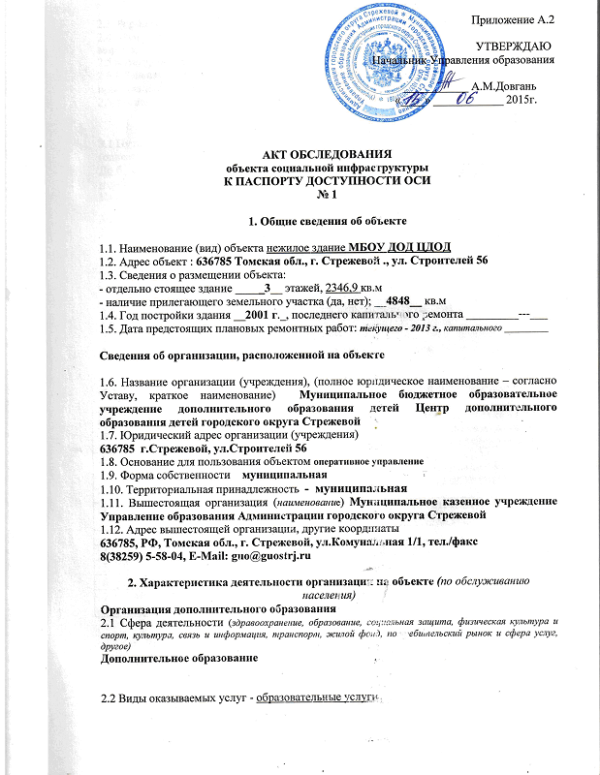 Приложение А.2
УТВЕРЖДАЮ
Начальник Управления образования
А.М.Довгань
« 15 » 06 2015г.
АКТ ОБСЛЕДОВАНИЯ
объекта социальной инфраструктуры
К ПАСПОРТУ ДОСТУПНОСТИ ОСИ
№ 1
1. Общие сведения об объекте
1.1. Наименование (вид) объекта нежилое здание МБОУ ДОД ЦДОД
1.2. Адрес объект : 636785 Томская обл., г. Стрежевой ., ул. Строителей 56
1.3. Сведения о размещении объекта:
- отдельно стоящее здание _____3__ этажей, 2346,9 кв.м
- наличие прилегающего земельного участка (да, нет); __4848__ кв.м
1.4. Год постройки здания __2001 г._, последнего капитального ремонта _________---___
1.5. Дата предстоящих плановых ремонтных работ: текущего - 2013 г., капитального ________
Сведения об организации, расположенной на объекте
1.6. Название организации (учреждения), (полное юридическое наименование – согласно
Уставу, краткое наименование) Муниципальное бюджетное образовательное
учреждение дополнительного образования детей Центр дополнительного
образования детей городского округа Стрежевой
1.7. Юридический адрес организации (учреждения)
636785 г.Стрежевой, ул.Строителей 56
1.8. Основание для пользования объектом оперативное управление
1.9. Форма собственности муниципальная
1.10. Территориальная принадлежность - муниципальная
1.11. Вышестоящая организация (наименование) Муниципальное казенное учреждение
Управление образования Администрации городского округа Стрежевой
1.12. Адрес вышестоящей организации, другие координаты
636785, РФ, Томская обл., г. Стрежевой, ул.Комунальная 1/1, тел./факс
8(38259) 5-58-04, E-Mail: guo@guostrj.ru
2. Характеристика деятельности организации на объекте (по обслуживанию
населения)
Организация дополнительного образования
2.1 Сфера деятельности (здравоохранение, образование, социальная защита, физическая культура и
спорт, культура, связь и информация, транспорт, жилой фонд, потребительский рынок и сфера услуг,
другое)
Дополнительное образование
2.2 Виды оказываемых услуг - образовательные услуги